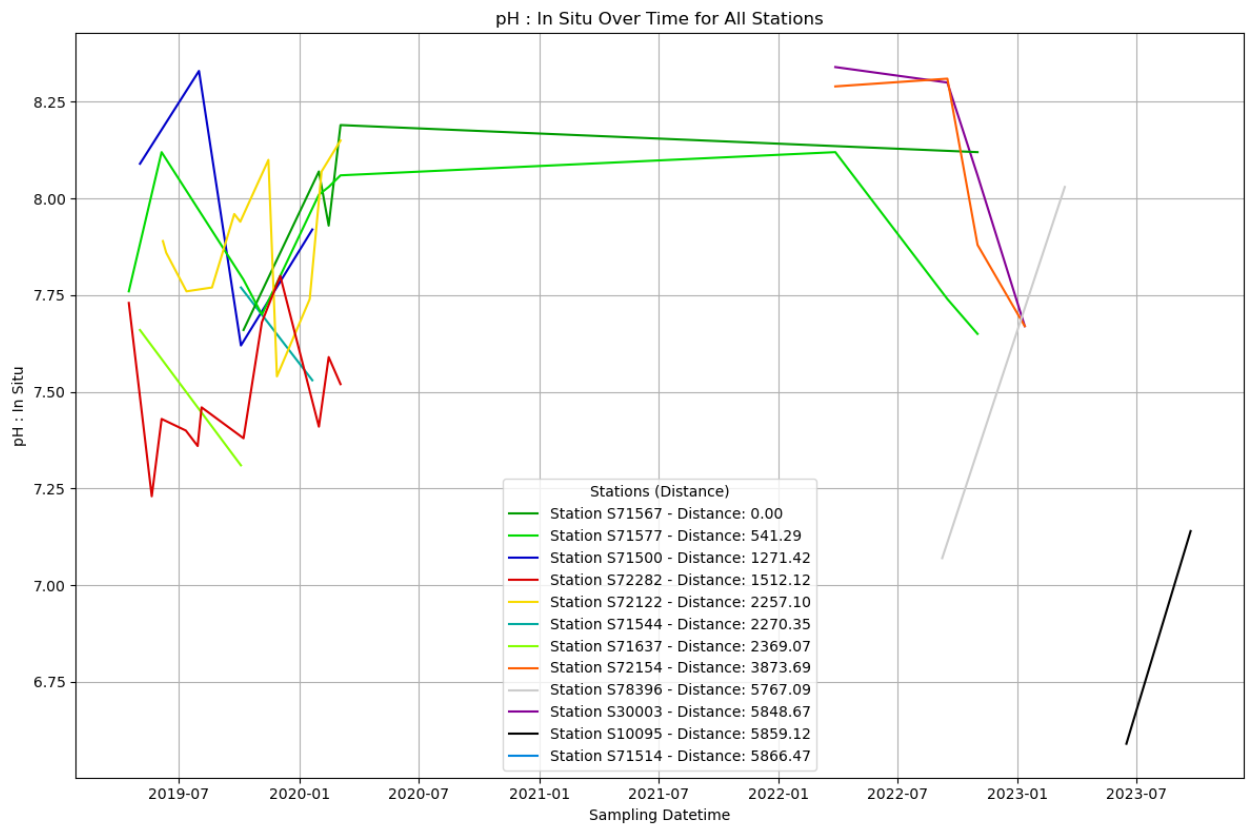 pH : In Situ Over Time for All Stations
pH : In Situ
8.25
8.00
7.75
7.50
7.25
7.00
6.75
Stations (Distance)
Station S71567 - Distance: 0.00
Station S71577 - Distance: 541.29
Station S71500 - Distance: 1271.42
Station S72282 - Distance: 1512.12
Station S72122 - Distance: 2257.10
Station S71544 - Distance: 2270.35
Station S71637 - Distance: 2369.07
Station S72154 - Distance: 3873.69
Station S78396 - Distance: 5767.09
Station S30003 - Distance: 5848.67
Station S10095 - Distance: 5859.12
Station S71514 - Distance: 5866.47
2019-07 2020-01 2020-07 2021-01 2021-07 2022-01 2022-07 2023-01 2023-07
Sampling Datetime